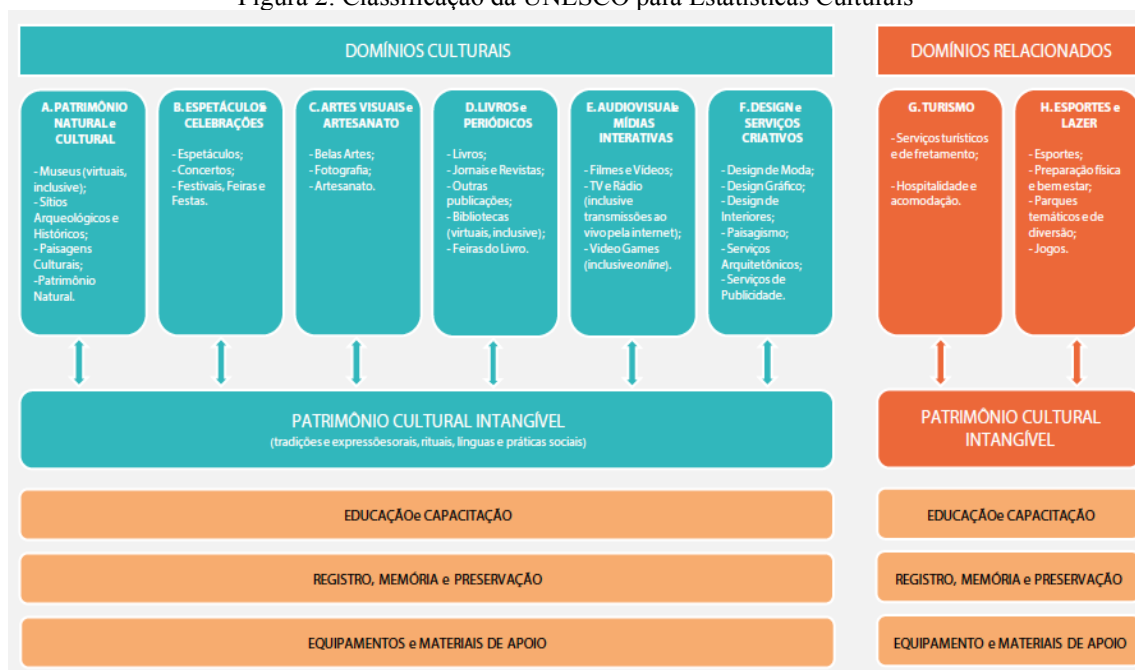 Figura 2: Classificação da UNESCO para Estatísticas Culturais
DOMÍNIOS CULTURAIS
A. PATRIMÔNIO
NATURAL e
CULTURAL
- Museus (virtuais,
inclusive);
- Sítios
Arqueológicos e
Históricos;
- Paisagens
Culturais;
-Patrimônio
Natural.
B. ESPETÁCULOS e
CELEBRAÇÕES
- Espetáculos;
- Concertos;
- Festivais, Feiras e
Festas.
C. ARTES VISUAIS e
ARTESANATO
- Belas Artes;
- Fotografia;
- Artesanato.
D. LIVROS e
PERIÓDICOS
- Livros;
- Jornais e Revistas;
- Outras
publicações;
- Bibliotecas
(virtuais, inclusive);
- Feiras do Livro.
E. AUDIOVISUAL e
MÍDIAS
INTERATIVAS
- Filmes e Vídeos;
- TV e Rádio
(inclusive
transmissões ao
vivo pela internet);
- Video Games
(inclusive online).
F. DESIGN e
SERVIÇOS
CRIATIVOS
- Design de Moda;
- Design Gráfico;
- Design de
Interiores;
- Paisagismo;
- Serviços
Arquitetônicos;
- Serviços de
Publicidade.
PATRIMÔNIO CULTURAL INTANGÍVEL
(tradições e expressões orais, rituais, línguas e práticas sociais)
EDUCAÇÃO e CAPACITAÇÃO
REGISTRO, MEMÓRIA e PRESERVAÇÃO
EQUIPAMENTOS e MATERIAIS DE APOIO
DOMÍNIOS RELACIONADOS
G. TURISMO
- Serviços turísticos
e de fretamento;
- Hospitalidade e
acomodação.
H. ESPORTES e
LAZER
- Esportes;
- Preparação física
e bem estar;
- Parques
temáticos e de
diversão;
- Jogos.
PATRIMÔNIO CULTURAL
INTANGÍVEL
EDUCAÇÃO e CAPACITAÇÃO
REGISTRO, MEMÓRIA e PRESERVAÇÃO
EQUIPAMENTO e MATERIAIS DE APOIO